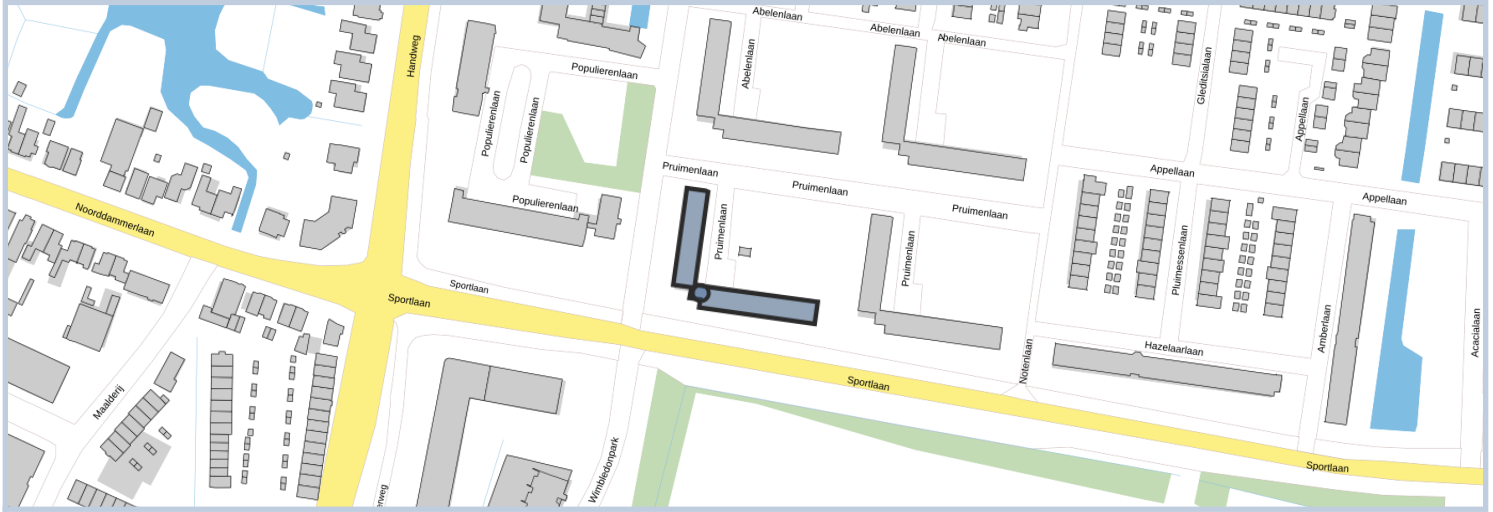 Abelenlaan
Abelenlaan
Abelenlaan
Handweg
Populierenlaan
Abelenlaan
Gleditsialaan
Populierenlaan
Populierenlaan
Appellaan
Pruimenlaan
Pruimenlaan
Appellaan
Appellaan
Noorddammerlaan
Populierenlaan
Pruimenlaan
Pruimenlaan
Pruimenlaan
Pluimessenlaan
Sportlaan
Sportlaan
Amberlaan
Acacialaan
Hazelaarlaan
Notenlaan
Sportlaan
Maalderij
Wimbledonpark
Sportlaan
erweg